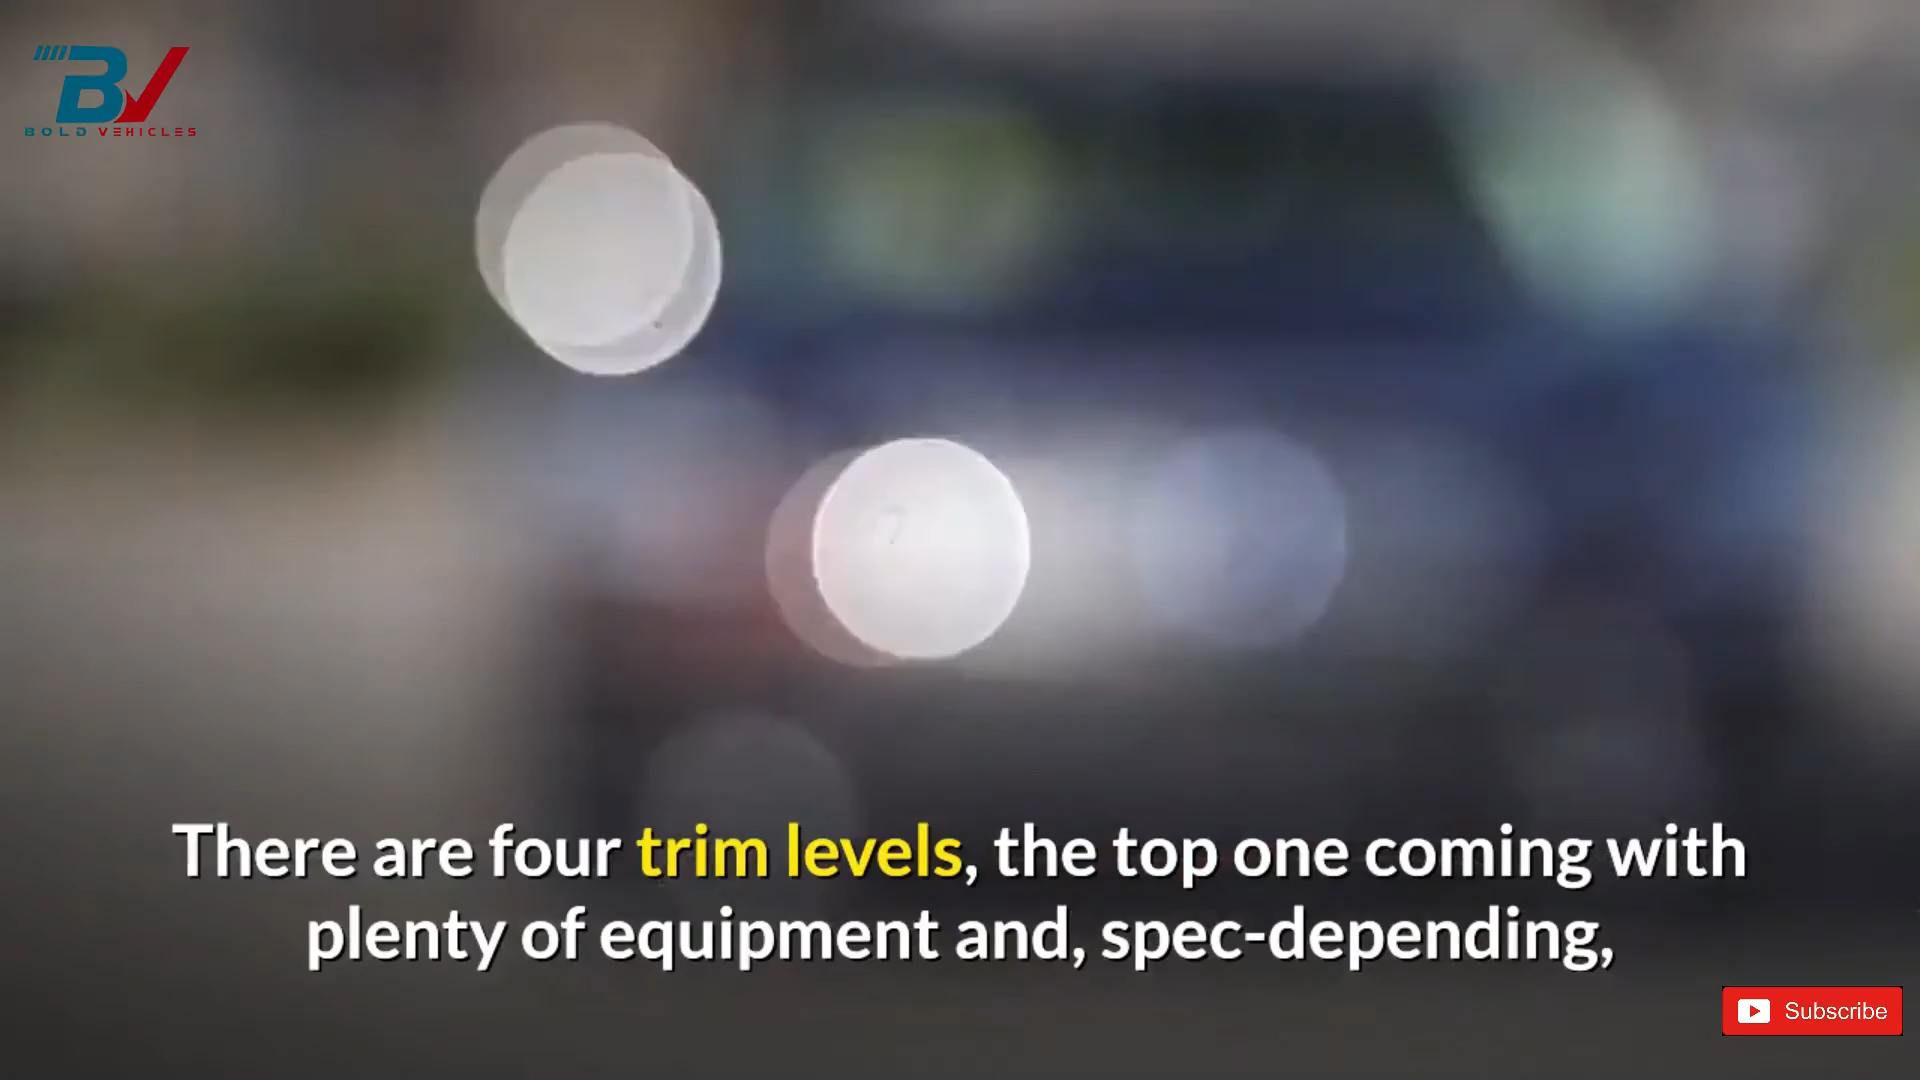 BV
BOLD VEHICLES
There are four trim levels, the top one coming with
plenty of equipment and, spec-depending,
Subscribe